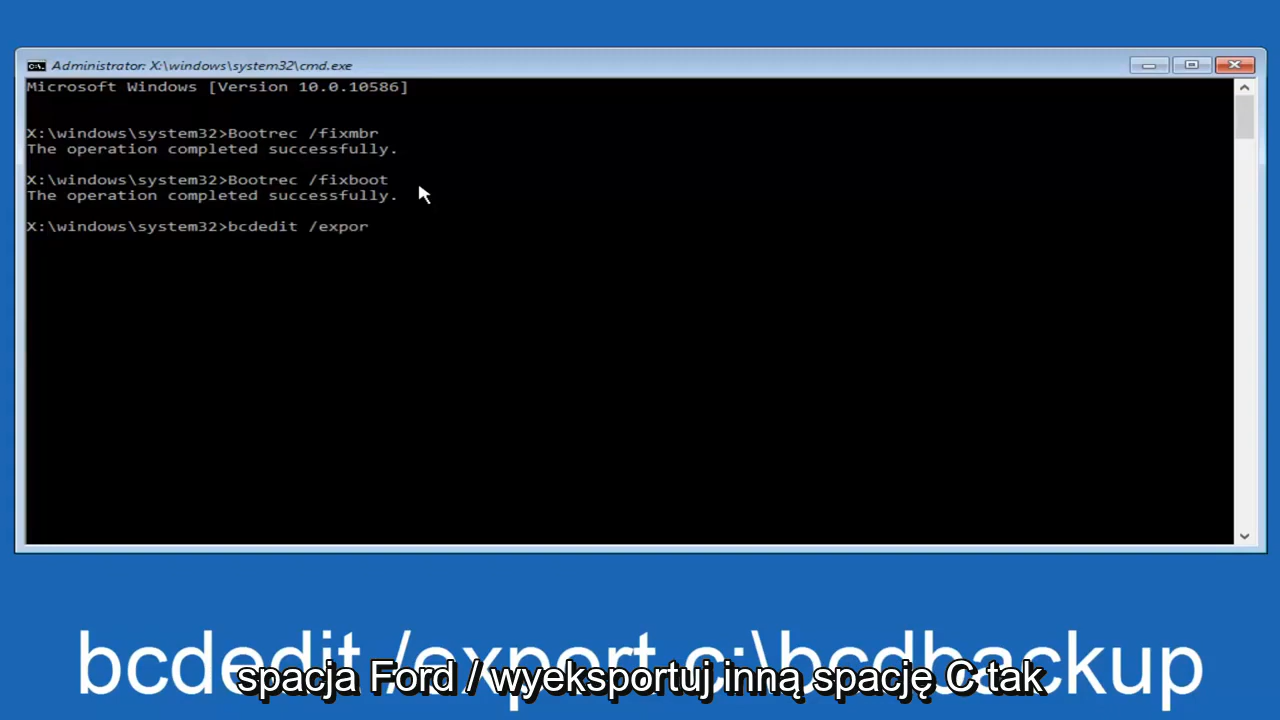 Administrator: X:\windows\system32\cmd.exe
Microsoft Windows [Version 10.0.10586]
X:\windows\system32>Bootrec /fixmbr
The operation completed successfully.
X:\windows\system32>Bootrec /fixboot
The operation completed successfully.
X:\windows\system32>bcdedit /expor
bcdedit /export c:\bcdbackup
spacja Ford / wyeksportuj inną spację C tak